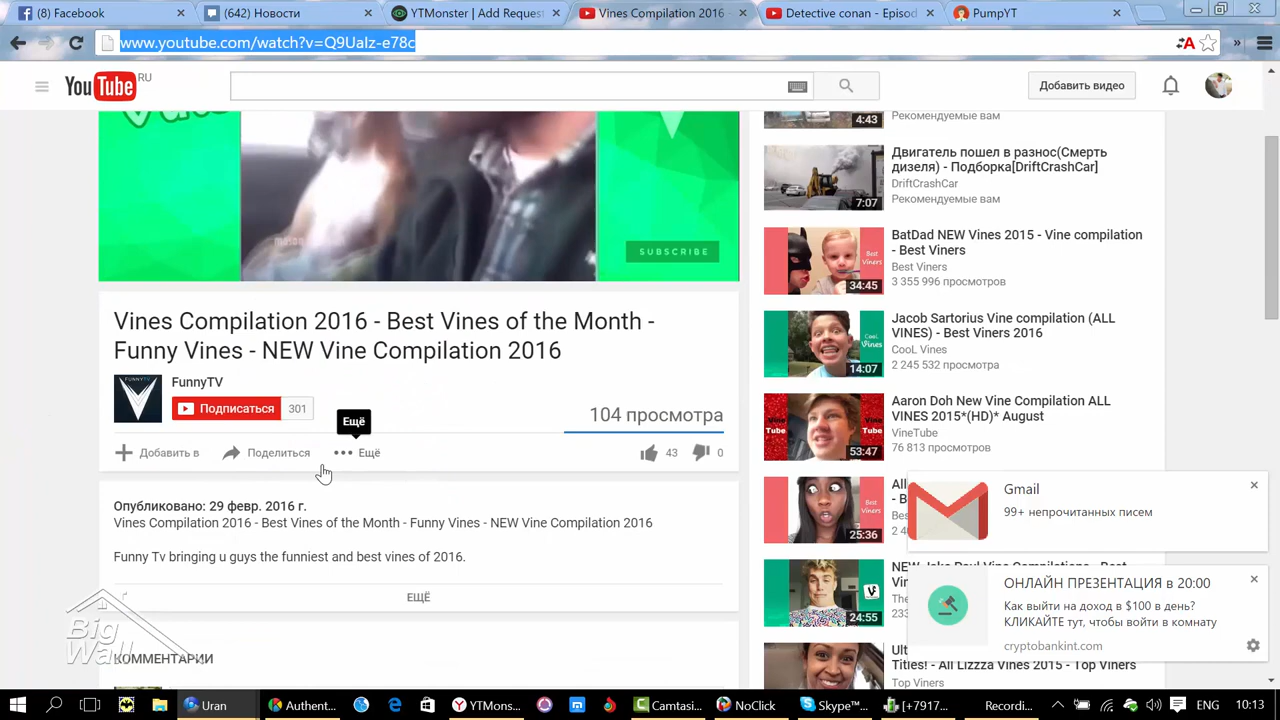 (8) Facebook
(642) Новости
YTMonster | Add Request
Vines Compilation 2016 -
Detective conan - Episod
PumpYT
www.youtube.com/watch?v=Q9UaIz-e78c
YouTube RU
Добавить видео
SUBSCRIBE
Vines Compilation 2016 - Best Vines of the Month -
Funny Vines - NEW Vine Compilation 2016
FunnyTV
FUNNYTV
Подписаться 301
104 просмотра
Ещё
Добавить в
Поделиться
Ещё
43
0
Опубликовано: 29 февр. 2016 г.
Vines Compilation 2016 - Best Vines of the Month - Funny Vines - NEW Vine Compilation 2016
Funny Tv bringing u guys the funniest and best vines of 2016.
ЕЩЁ
Big Wall
КОММЕНТАРИИ
4:43
Рекомендуемые вам
7:07
Двигатель пошел в разнос(Смерть
дизеля) - Подборка[DriftCrashCar]
DriftCrashCar
Рекомендуемые вам
Best Viners
34:45
BatDad NEW Vines 2015 - Vine compilation
- Best Viners
Best Viners
3 355 996 просмотров
CooL Vines
14:07
Jacob Sartorius Vine compilation (ALL
VINES) - Best Viners 2016
CooL Vines
2 245 532 просмотра
Vine Tube
53:47
Aaron Doh New Vine Compilation ALL
VINES 2015*(HD)* August
VineTube
76 813 просмотров
25:36
24:55
Titles! - All Lizzza Vines 2015 - Top Viners
Top Viners
Gmail
99+ непрочитанных писем
ОНЛАЙН ПРЕЗЕНТАЦИЯ в 20:00
Как выйти на доход в $100 в день?
КЛИКАЙТЕ тут, чтобы войти в комнату
cryptobankint.com
Uran
Authent...
YTMons...
Camtasi...
NoClick
Skype™...
[+7917...
Recordi...
ENG
10:13